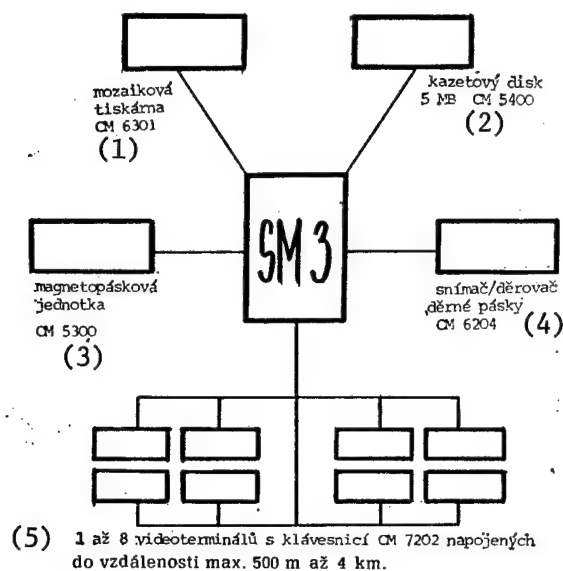 mozaiková
tiskárna
CM 6301
(1)
kazetový disk
5 MB CM 5400
(2)
SM 3
magnetopásková
jednotka
CM 5300
(3)
snímač/děrovač
děrné pásky
CM 6204
(4)
(5) 1 až 8 videoterminálů s klávesnicí CM 7202 napojených
do vzdálenosti max. 500 m až 4 km.